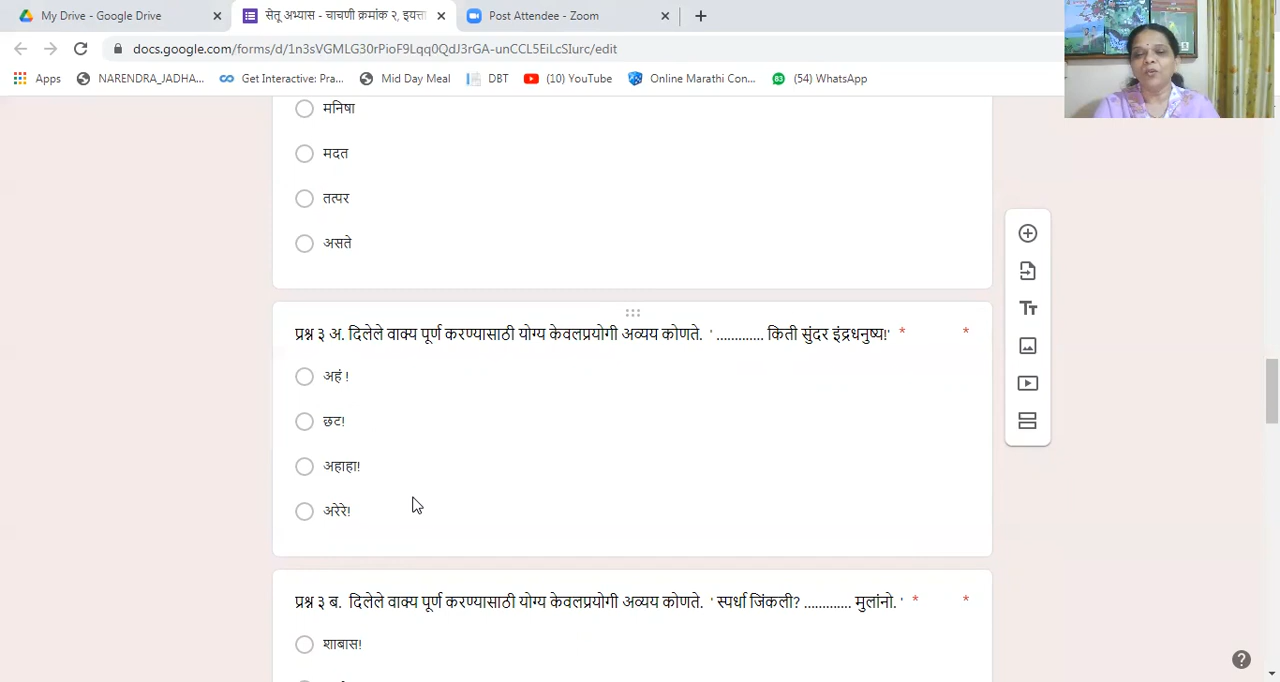 My Drive - Google Drive
सेतू अभ्यास - चाचणी क्रमांक २, इयत्ता
Post Attendee - Zoom
docs.google.com/forms/d/1n3sVGMLG30rPioF9Lqq0QdJ3rGA-unCCL5EiLcSIurc/edit
Apps NARENDRA_JADHA... Get Interactive: Pra... Mid Day Meal DBT (10) YouTube Online Marathi Con... (54) WhatsApp
मनिषा
मदत
तत्पर
असते
प्रश्न ३ अ. दिलेले वाक्य पूर्ण करण्यासाठी योग्य केवलप्रयोगी अव्यय कोणते. ' ............. किती सुंदर इंद्रधनुष्य!' * *
अहं !
छट!
अहाहा!
अरेरे!
प्रश्न ३ ब. दिलेले वाक्य पूर्ण करण्यासाठी योग्य केवलप्रयोगी अव्यय कोणते. ' स्पर्धा जिंकली? ............. मुलांनो. ' * *
शाबास!